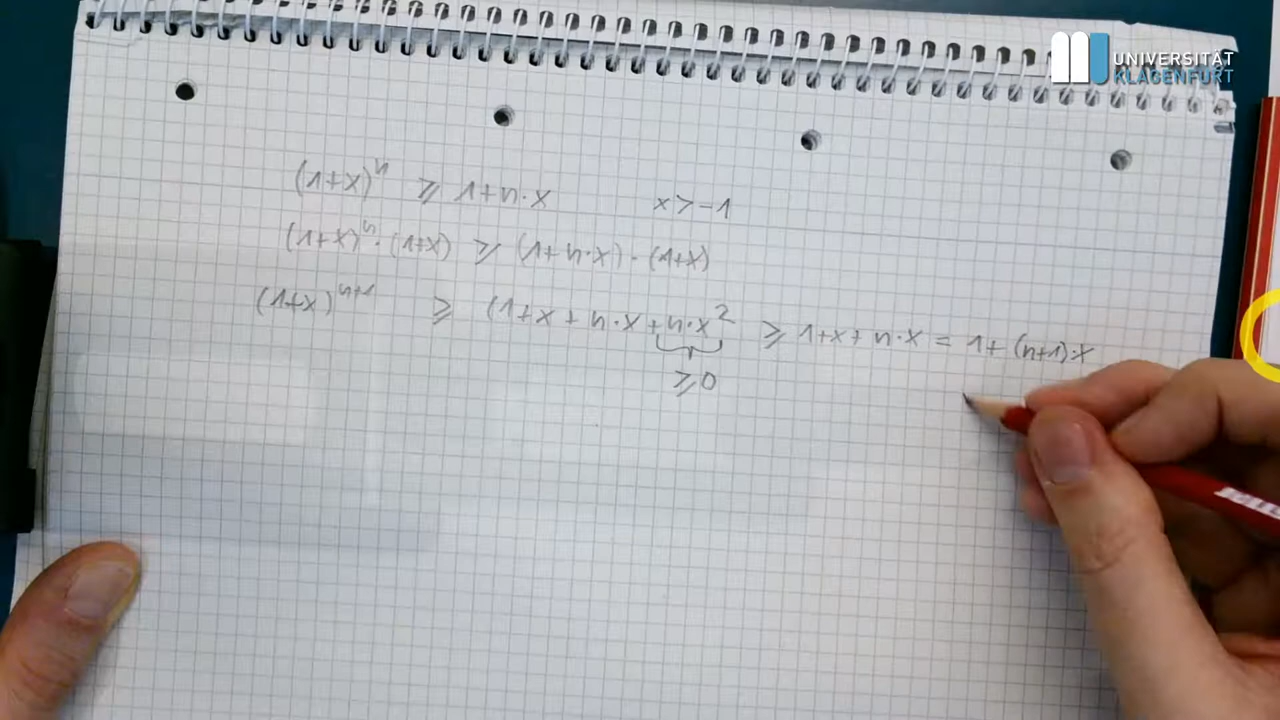 UNIVERSITÄT
KLAGENFURT
(1+x)ⁿ ≥ 1+n·x x>-1
(1+x)ⁿ·(1+x) ≥ (1+n·x)·(1+x)
(1+x)ⁿ⁺¹ ≥ (1+x+n·x+n·x² ≥ 1+x+n·x = 1+(n+1)·x
≥0